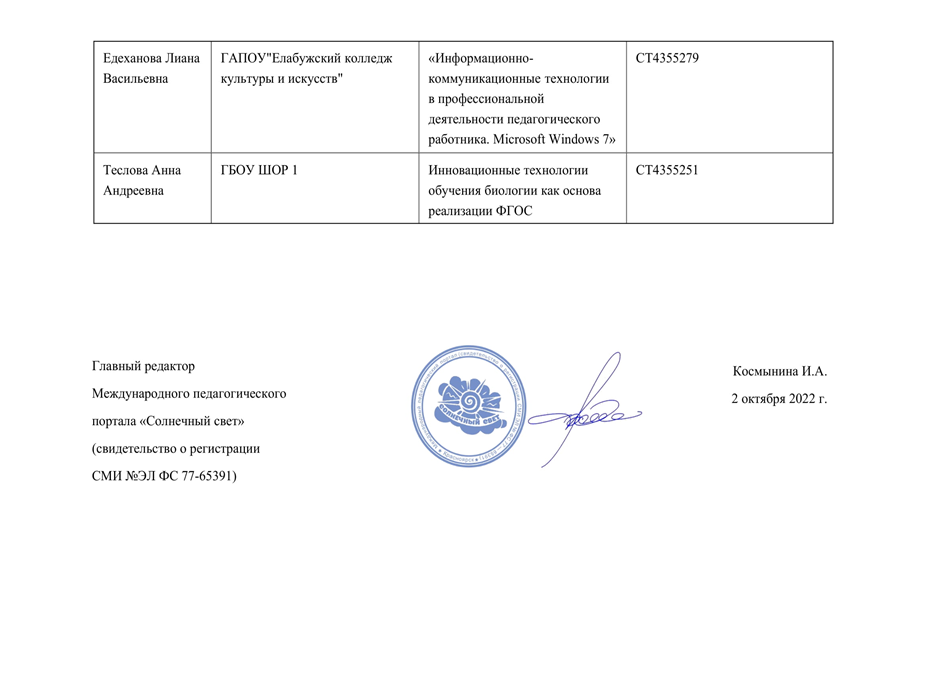 Едеханова Лиана
Васильевна
ГАПОУ"Елабужский колледж
культуры и искусств"
«Информационно-
коммуникационные технологии
в профессиональной
деятельности педагогического
работника. Microsoft Windows 7»
СТ4355279
Теслова Анна
Андреевна
ГБОУ ШОР 1
Инновационные технологии
обучения биологии как основа
реализации ФГОС
СТ4355251
Главный редактор
Международного педагогического
портала «Солнечный свет»
(свидетельство о регистрации
СМИ №ЭЛ ФС 77-65391)
СОЛНЕЧНЫЙ СВЕТ
Космынина И.А.
2 октября 2022 г.